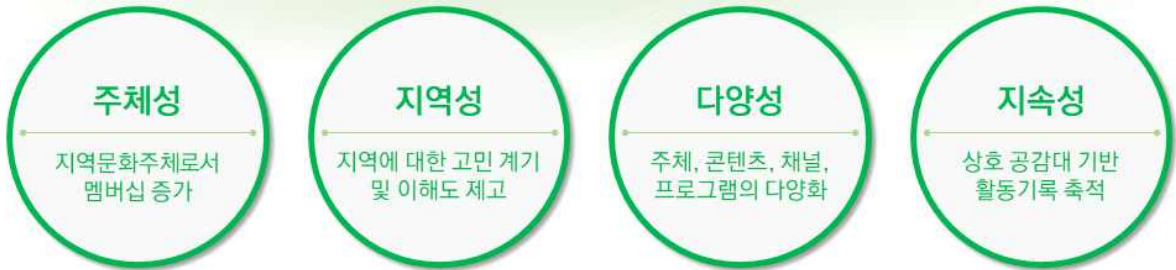 주체성
지역문화주체로서
멤버십 증가
지역성
지역에 대한 고민 계기
및 이해도 제고
다양성
주체, 콘텐츠, 채널,
프로그램의 다양화
지속성
상호 공감대 기반
활동기록 축적